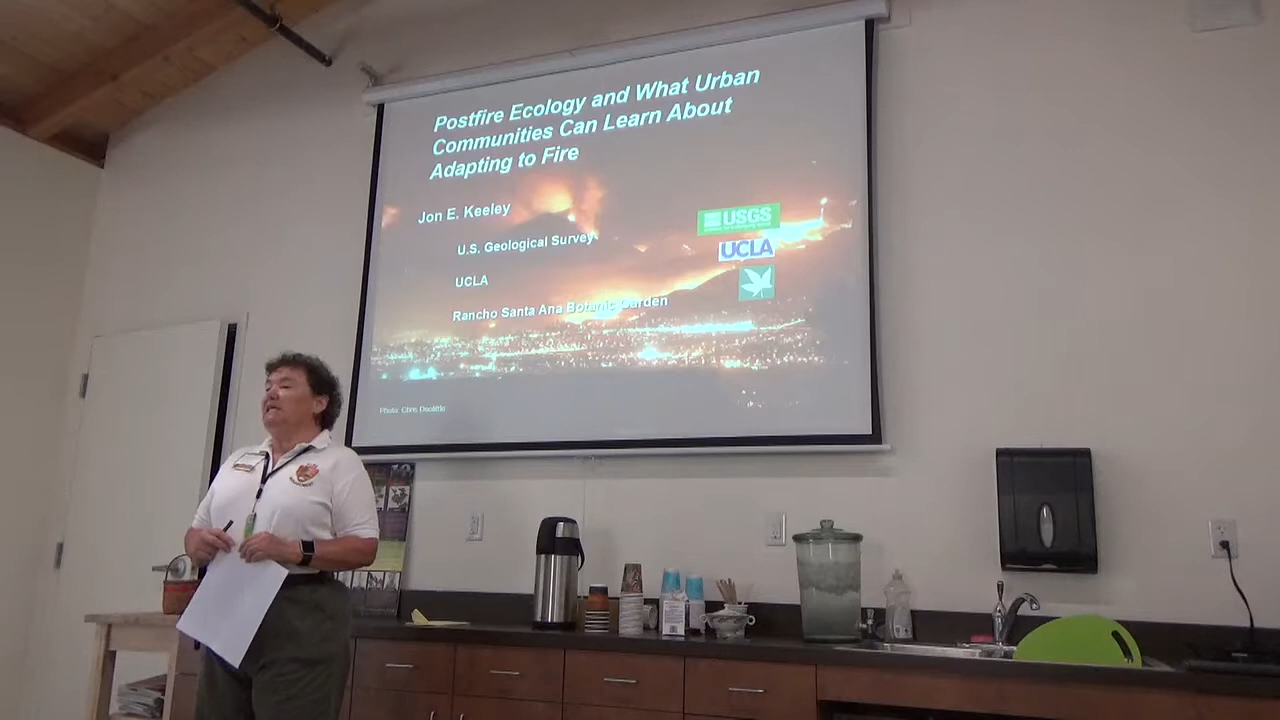 Postfire Ecology and What Urban
Communities Can Learn About
Adapting to Fire
Jon E. Keeley
U.S. Geological Survey
UCLA
Rancho Santa Ana Botanic Garden
USGS
UCLA
Photo: Chris Doolittle